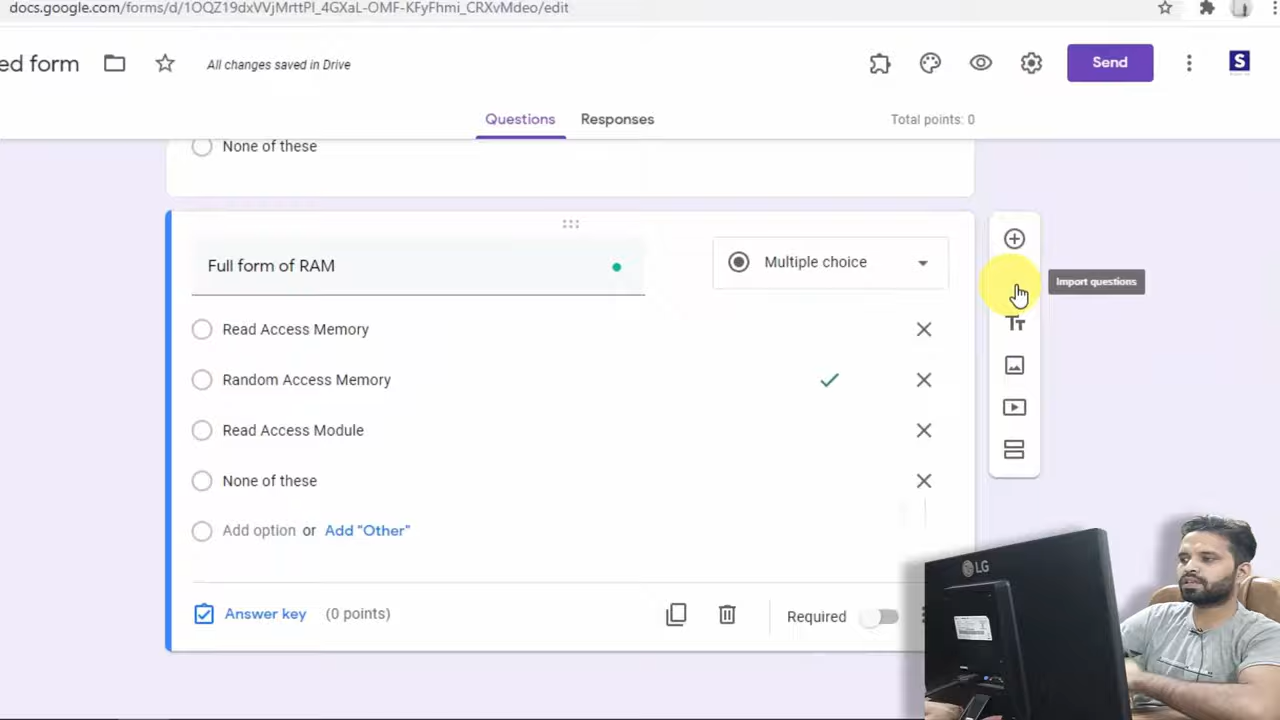 docs.google.com/forms/d/1OQZ19dxVVjMrttPl_4GXaL-OMF-KFyFhmi_CRXvMdeo/edit
ed form
All changes saved in Drive
Send
S
Questions
Responses
Total points: 0
None of these
Full form of RAM
Multiple choice
Import questions
Read Access Memory
Random Access Memory
Read Access Module
None of these
Add option or Add "Other"
Answer key (0 points)
Required
LG